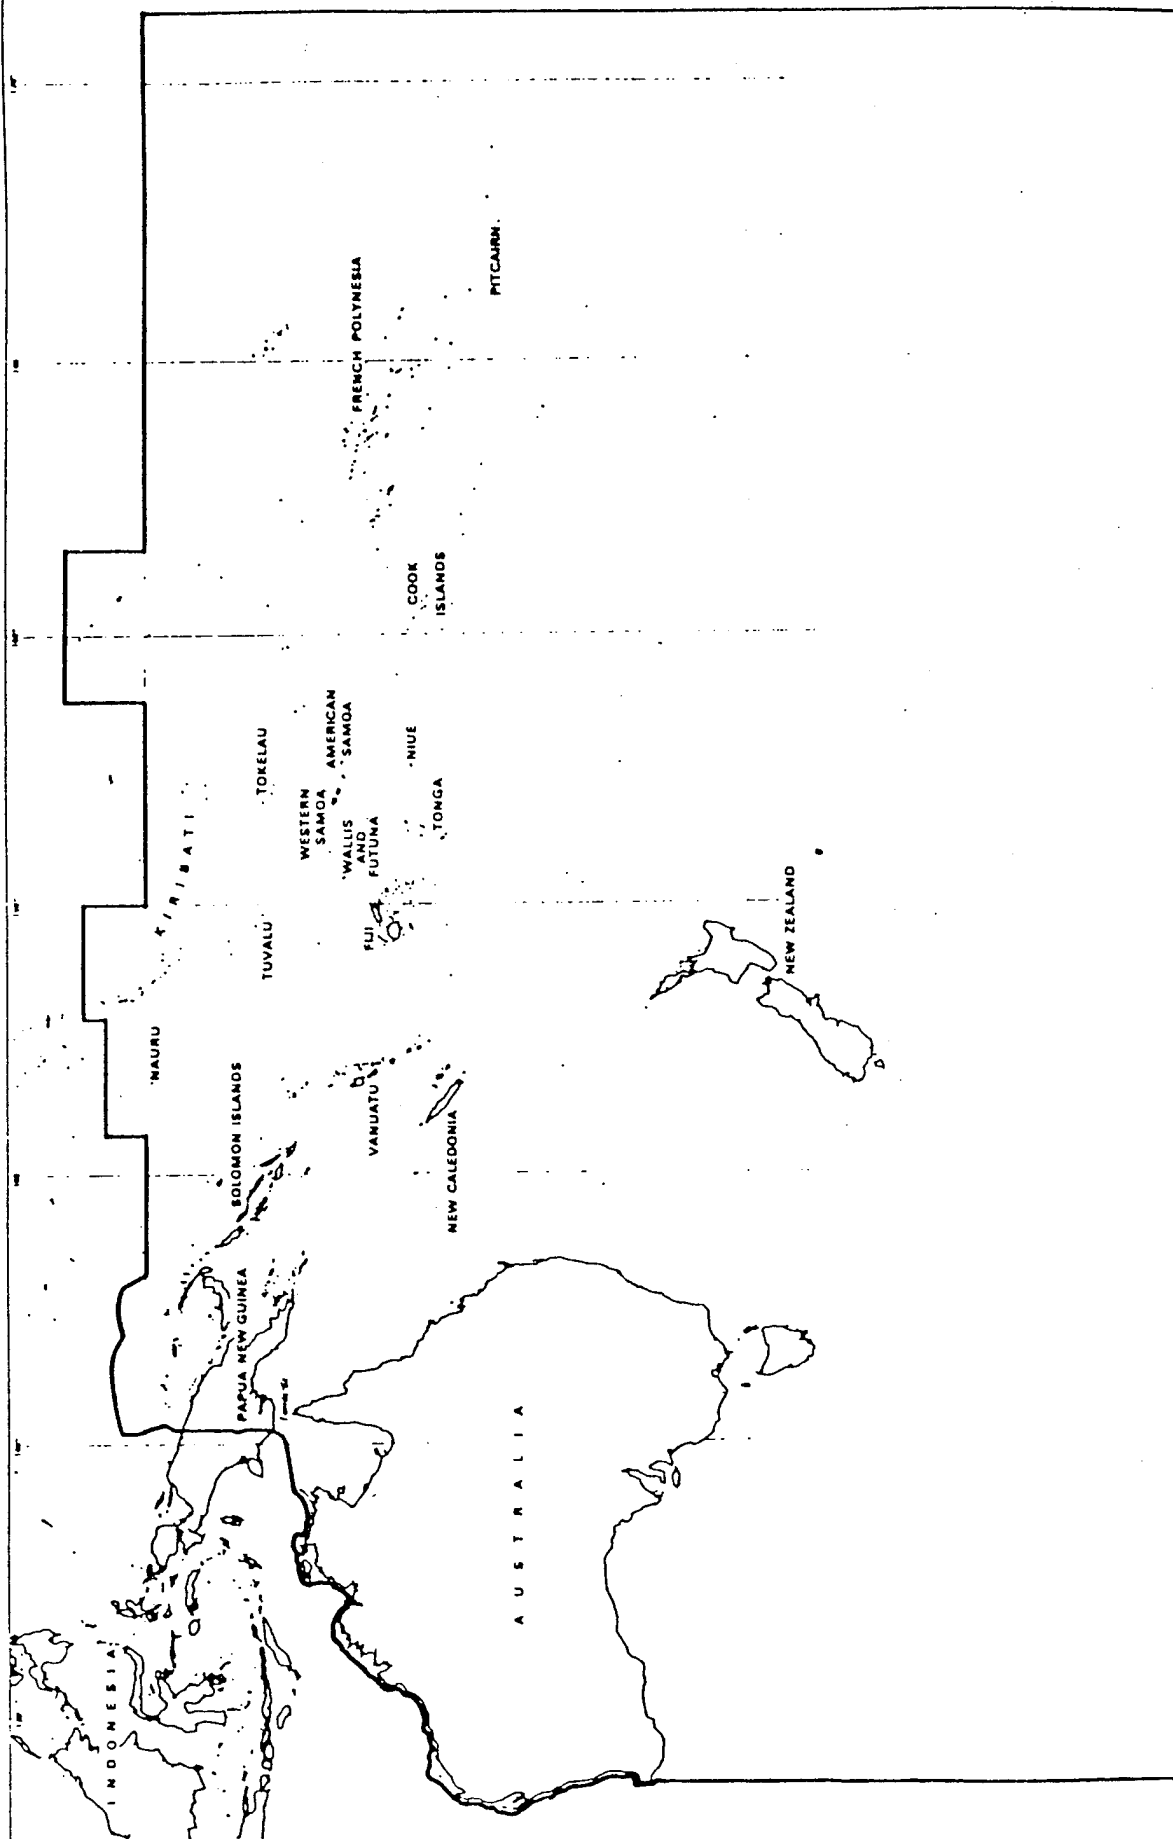 INDONESIA
PAPUA NEW GUINEA
SOLOMON ISLANDS
'NAURU
KIRIBATI
TUVALU
TOKELAU
WESTERN
SAMOA
AMERICAN
SAMOA
'WALLIS
AND
FUTUNA
FIJI
NIUE
TONGA
COOK
ISLANDS
FRENCH POLYNESIA
PITCAIRN
VANUATU
NEW CALEDONIA
AUSTRALIA
NEW ZEALAND